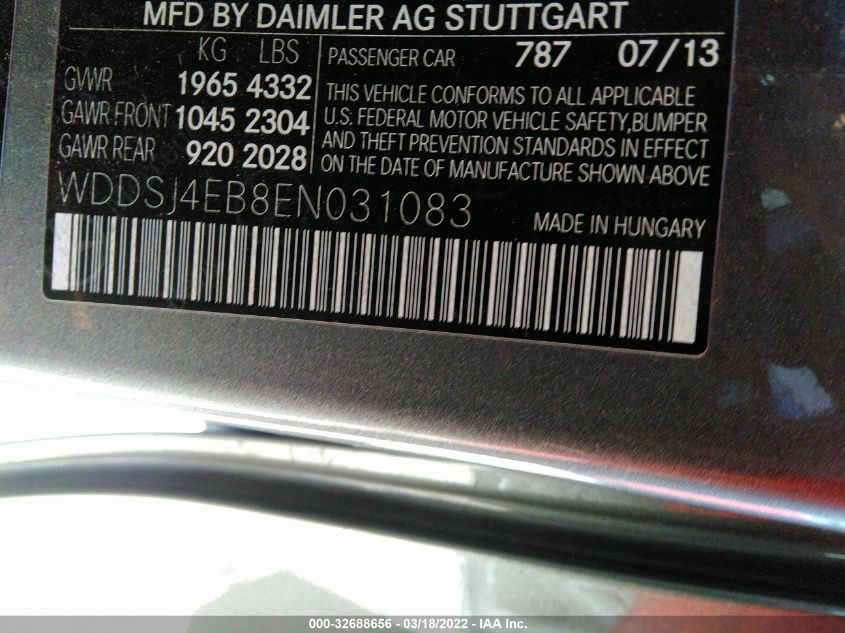 MFD BY DAIMLER AG STUTTGART
KG LBS
GVWR 1965 4332
GAWR FRONT 1045 2304
GAWR REAR 920 2028
PASSENGER CAR 787 07/13
THIS VEHICLE CONFORMS TO ALL APPLICABLE
U.S. FEDERAL MOTOR VEHICLE SAFETY,BUMPER
AND THEFT PREVENTION STANDARDS IN EFFECT
ON THE DATE OF MANUFACTURE SHOWN ABOVE
WDDSJ4EB8EN031083
MADE IN HUNGARY
000-32688656 - 03/18/2022 - IAA Inc.